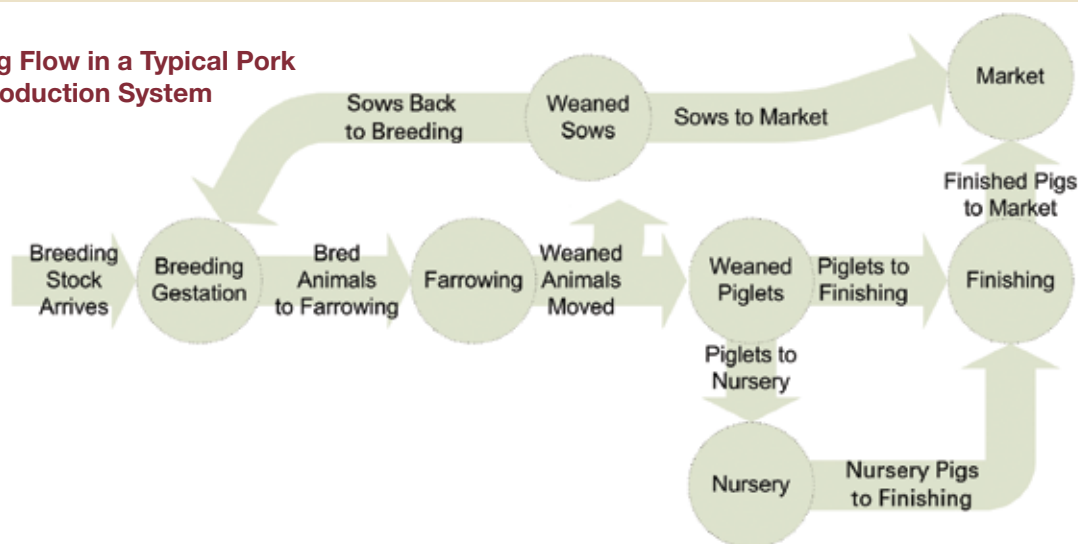 g Flow in a Typical Pork
oduction System
Market
Sows Back
to Breeding
Weaned
Sows
Sows to Market
Finished Pigs
to Market
Breeding
Stock
Arrives
Breeding
Gestation
Bred
Animals
to Farrowing
Farrowing
Weaned
Animals
Moved
Weaned
Piglets
Piglets to
Finishing
Finishing
Piglets to
Nursery
Nursery
Nursery Pigs
to Finishing